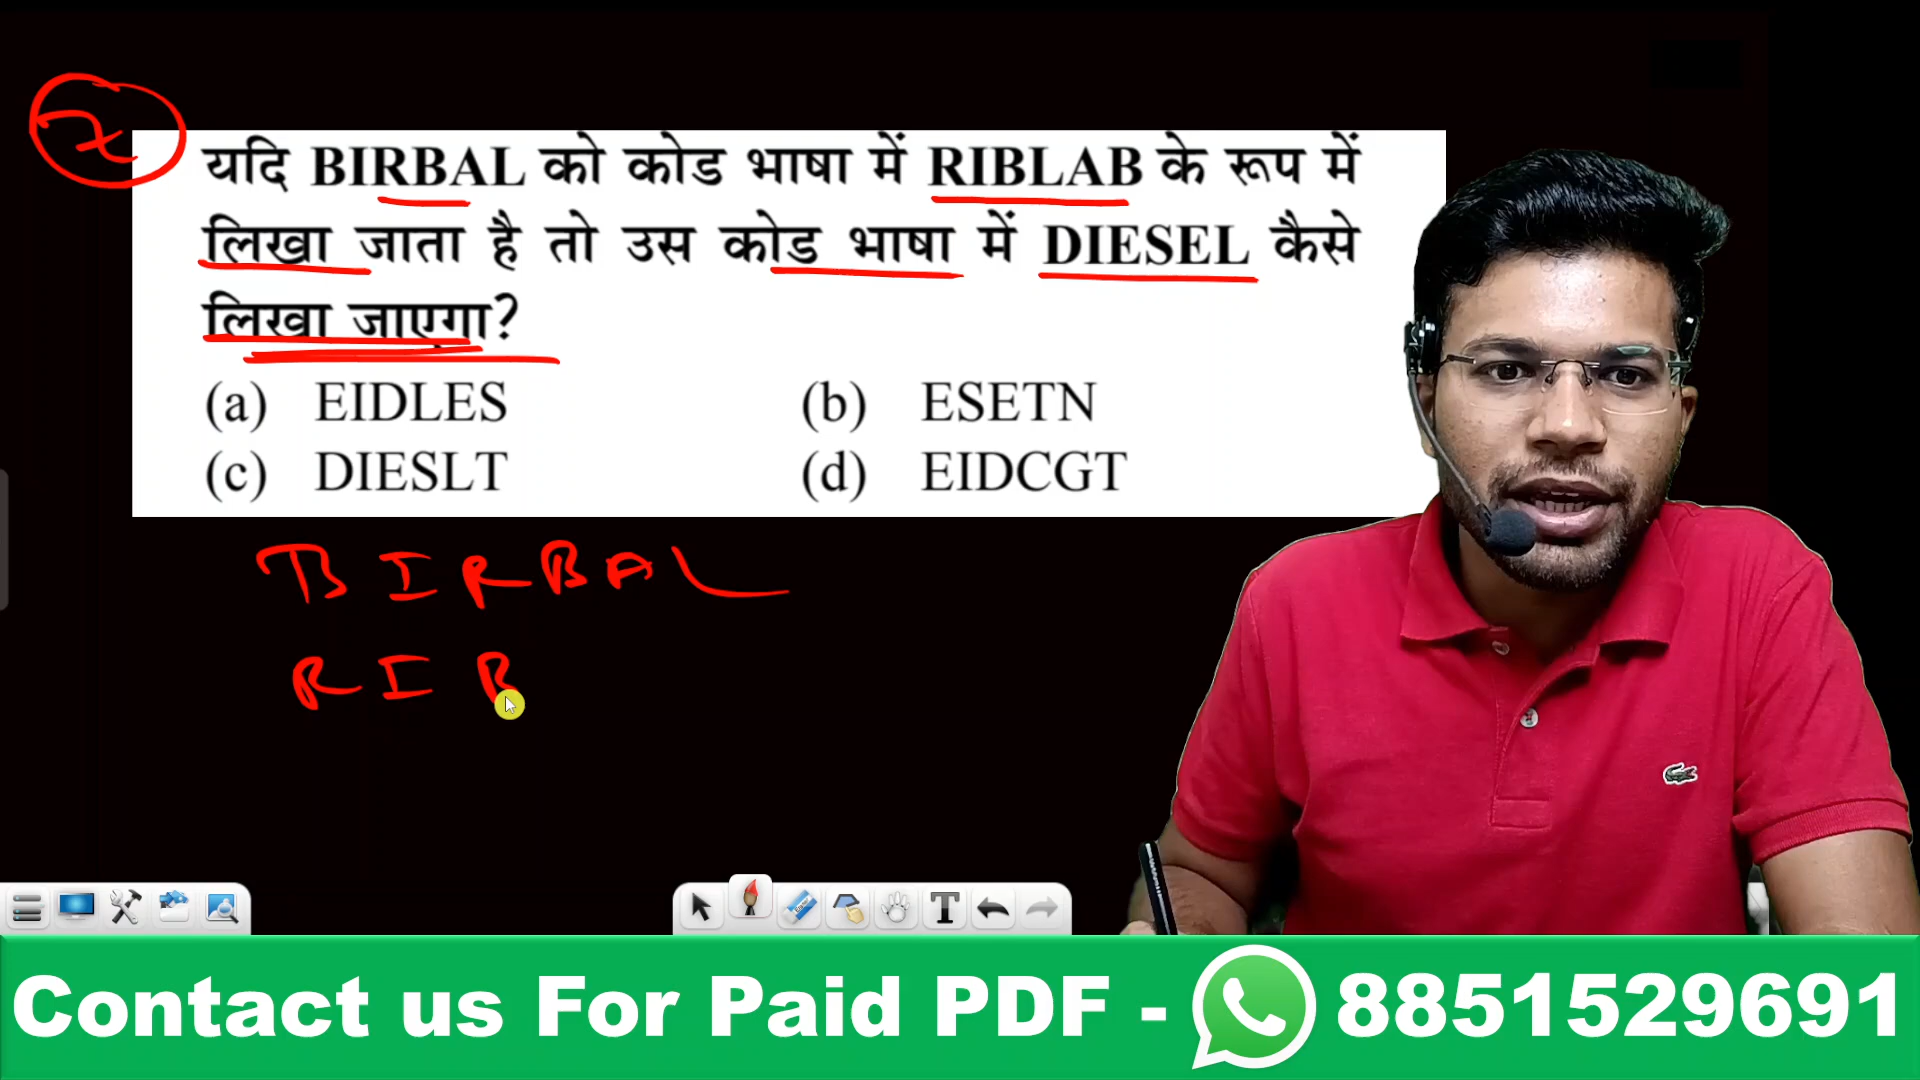 यदि BIRBAL को कोड भाषा में RIBLAB के रूप में
लिखा जाता है तो उस कोड भाषा में DIESEL कैसे
लिखा जाएगा?
(a) EIDLES (b) ESETN
(c) DIESLT (d) EIDCGT
BIRBAL
RIB
T
Contact us For Paid PDF - 8851529691